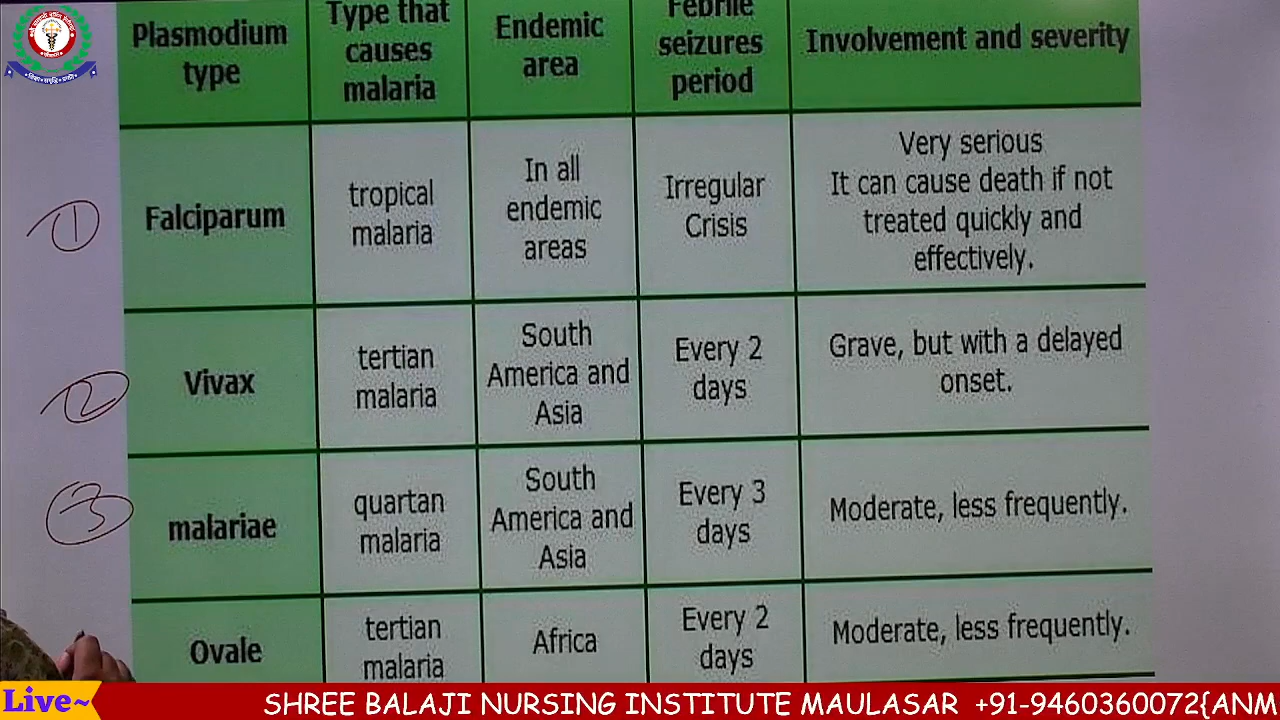 Plasmodium
type
Type that
causes
malaria
Endemic
area
Febrile
seizures
period
Involvement and severity
①
Falciparum
tropical
malaria
In all
endemic
areas
Irregular
Crisis
Very serious
It can cause death if not
treated quickly and
effectively.
②
Vivax
tertian
malaria
South
America and
Asia
Every 2
days
Grave, but with a delayed
onset.
③
malariae
quartan
malaria
South
America and
Asia
Every 3
days
Moderate, less frequently.
Ovale
tertian
malaria
Africa
Every 2
days
Moderate, less frequently.
Live~
SHREE BALAJI NURSING INSTITUTE MAULASAR +91-9460360072{ANM